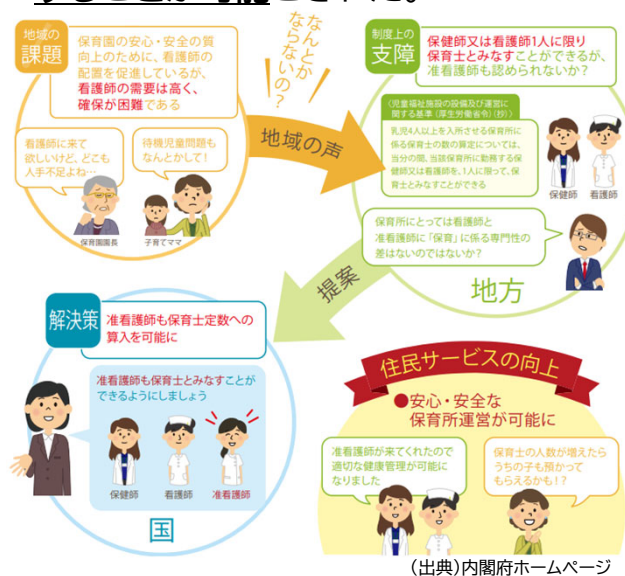 することが可能とされた。
地域の
課題
保育園の安心・安全の質
向上のために、看護師の
配置を促進しているが、
看護師の需要は高く、
確保が困難である
看護師に来て
欲しいけど、どこも
人手不足よね…
待機児童問題も
なんとかして!
保育園園長
子育てママ
なんとか
ならないの?
地域の声
制度上の
支障
保健師又は看護師1人に限り
保育士とみなすことができるが、
准看護師も認められないか?
〈児童福祉施設の設備及び運営に
関する基準(厚生労働省令)(抄)〉
乳児4人以上を入所させる保育所に
係る保育士の数の算定については、
当分の間、当該保育所に勤務する保
健師又は看護師を、1人に限って、保
育士とみなすことができる
保健師
看護師
保育所にとっては看護師と
准看護師に「保育」に係る専門性の
差はないのではないか?
地方
提案
解決策
准看護師も保育士定数への
算入を可能に
准看護師も保育士とみなすことが
できるようにしましょう
保健師
看護師
准看護師
国
住民サービスの向上
●安心・安全な
保育所運営が可能に
准看護師が来てくれたので
適切な健康管理が可能に
なりました
保育士の人数が増えたら
うちの子も預かって
もらえるかも!?
(出典)内閣府ホームページ